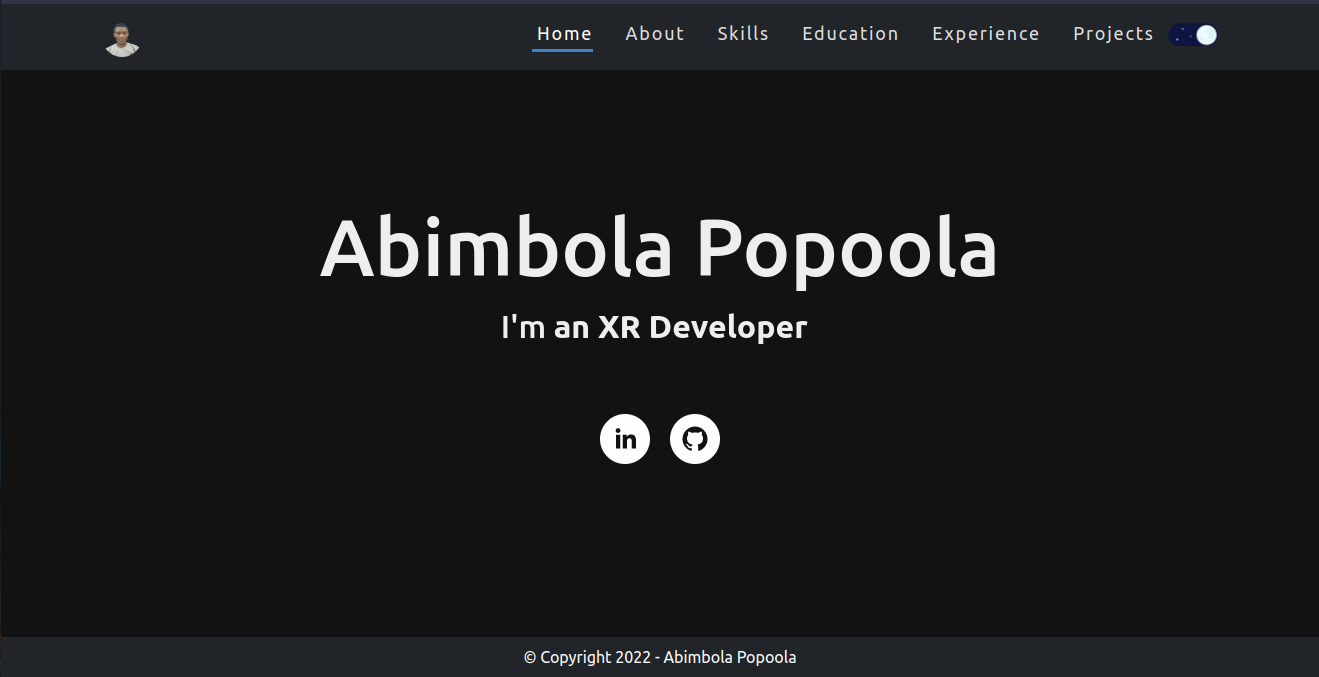 Home About Skills Education Experience Projects
Abimbola Popoola
I'm an XR Developer
in
© Copyright 2022 - Abimbola Popoola